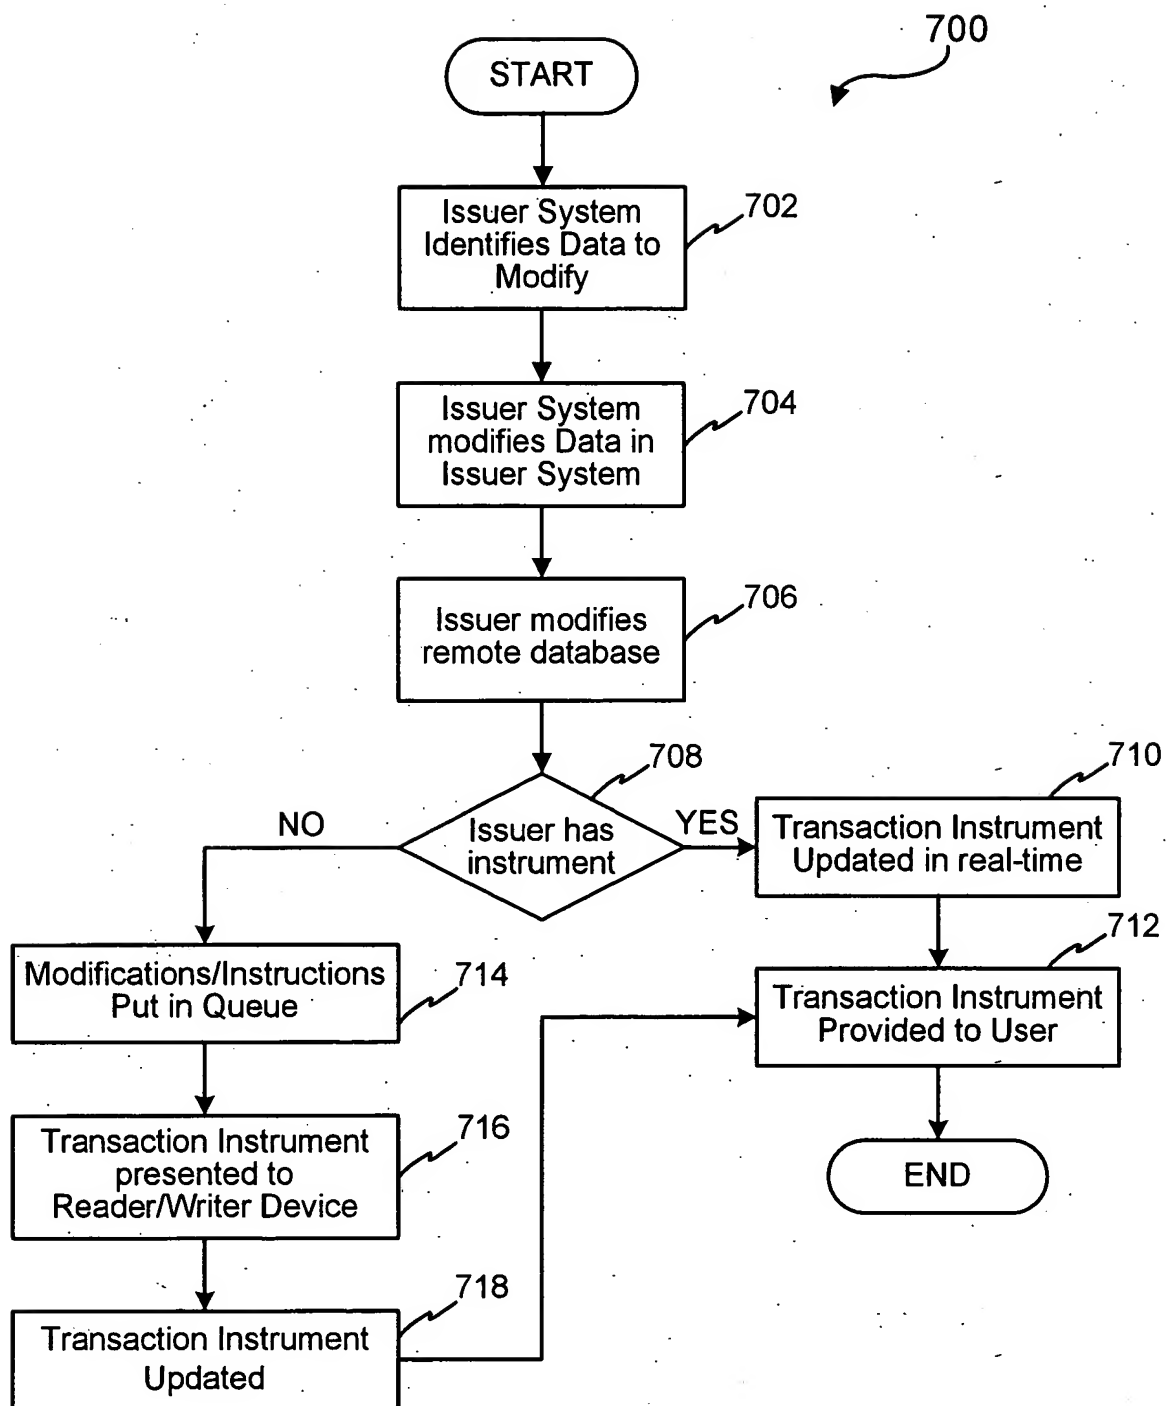 700
START
Issuer System
Identifies Data to
Modify
702
Issuer System
modifies Data in
Issuer System
704
Issuer modifies
remote database
706
708
Issuer has
instrument
NO
YES
710
Transaction Instrument
Updated in real-time
712
Transaction Instrument
Provided to User
END
Modifications/Instructions
Put in Queue
714
Transaction Instrument
presented to
Reader/Writer Device
716
Transaction Instrument
Updated
718